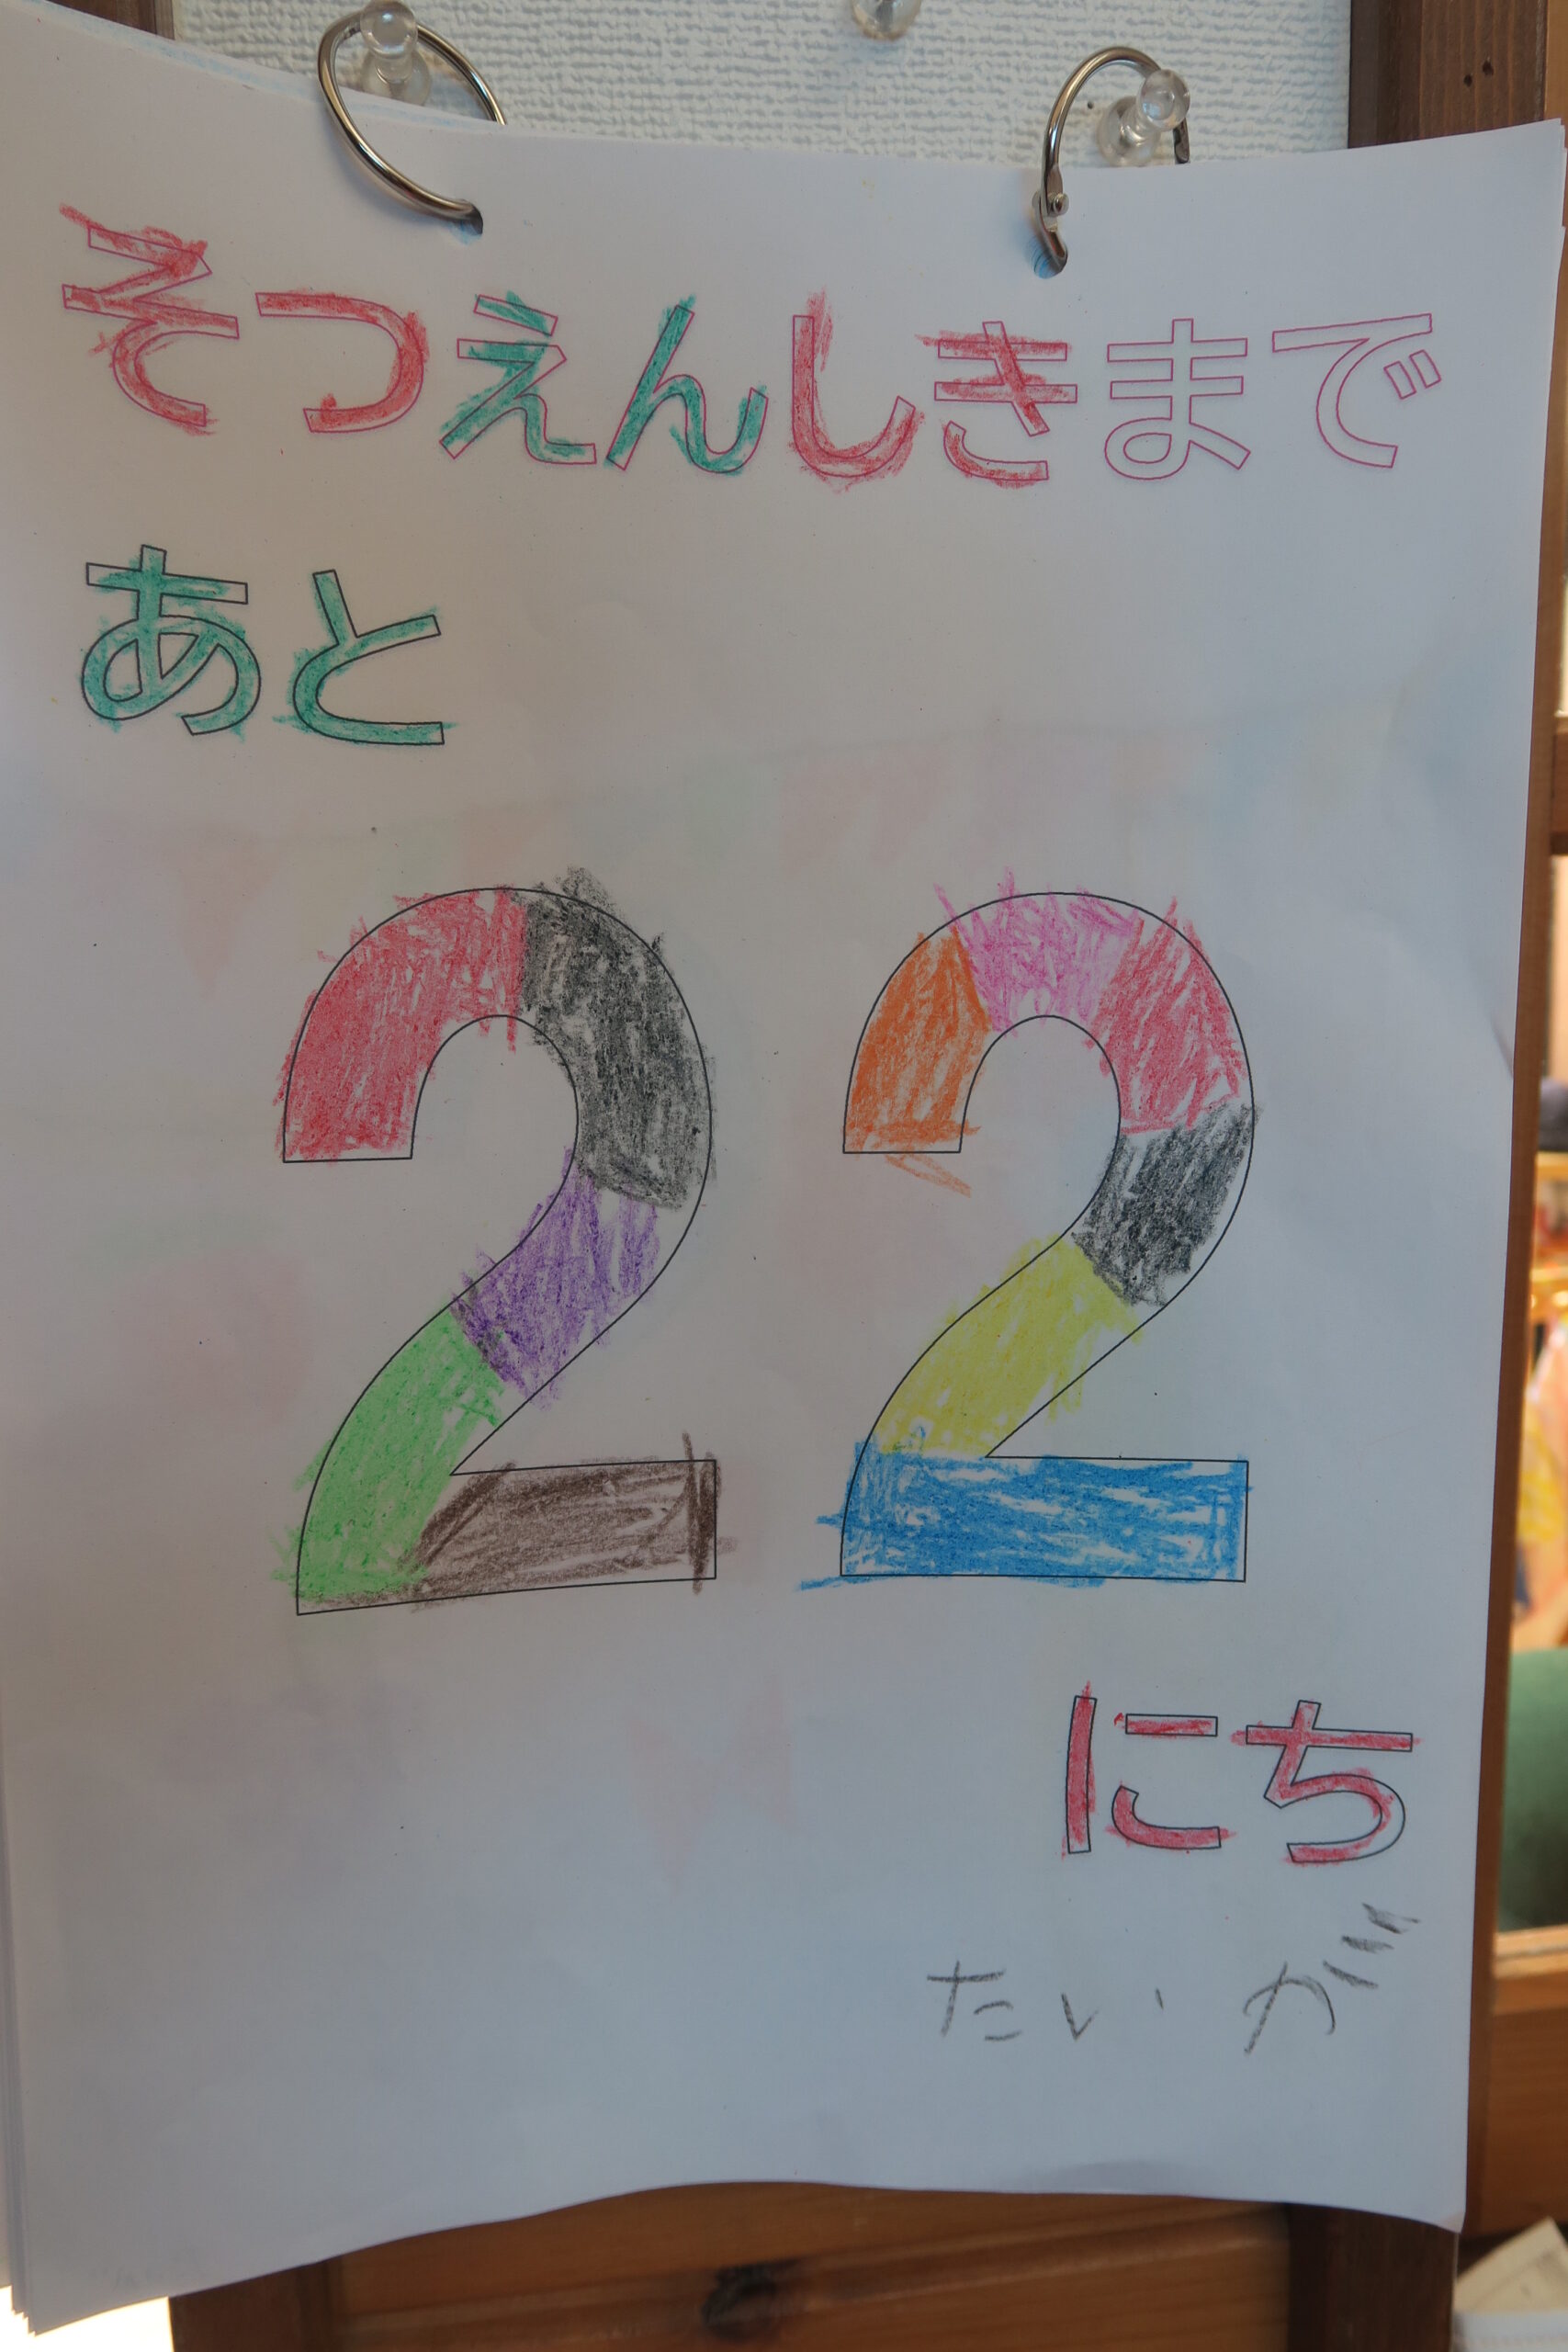 そつえんしきまで
あと
22
にち
たいが